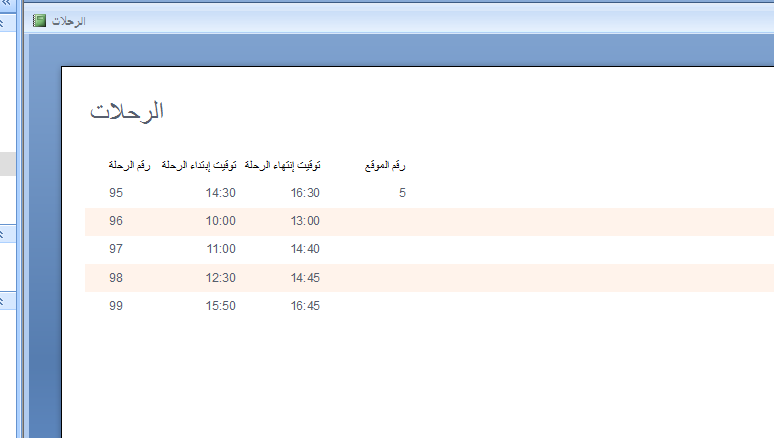 الرحلات
الرحلات
رقم الرحلة توقيت إبتداء الرحلة توقيت إنتهاء الرحلة رقم الموقع
95 14:30 16:30 5
96 10:00 13:00
97 11:00 14:40
98 12:30 14:45
99 15:50 16:45